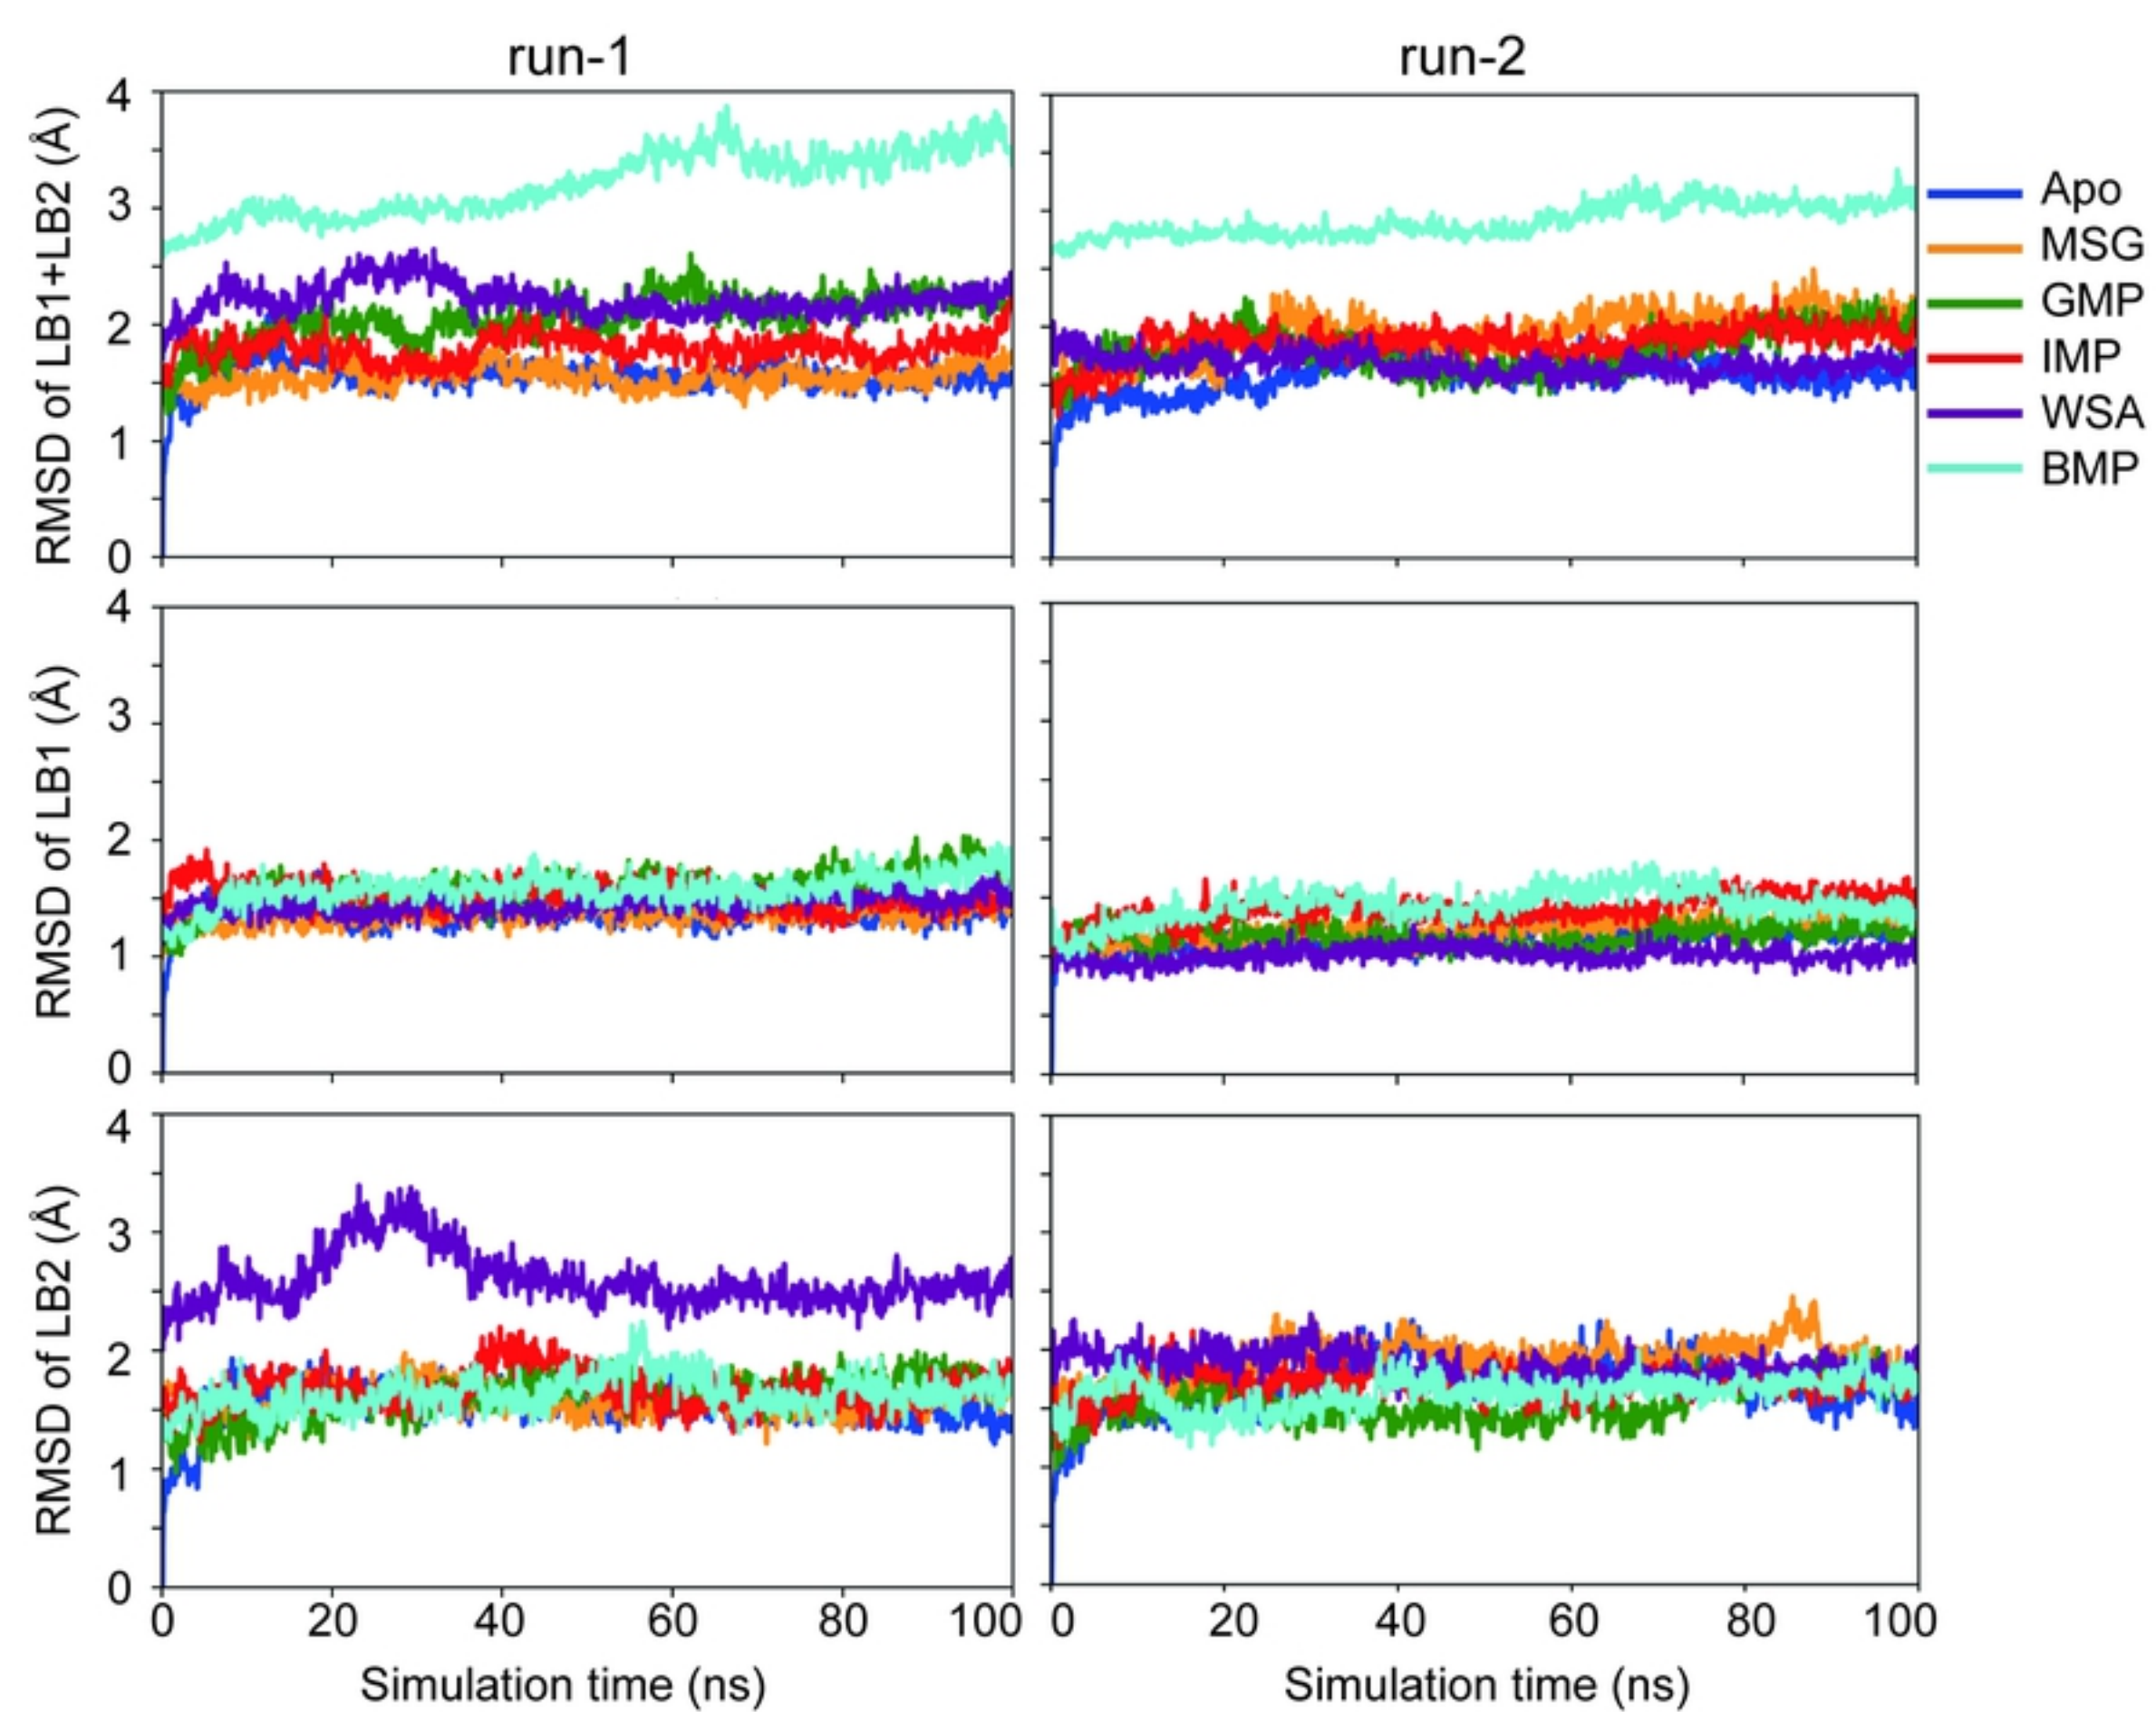 run-1
run-2
RMSD of LB1+LB2 (Å)
4
3
2
1
0
Apo
MSG
GMP
IMP
WSA
BMP
RMSD of LB1 (Å)
4
3
2
1
0
RMSD of LB2 (Å)
4
3
2
1
0
0 20 40 60 80 100
0 20 40 60 80 100
Simulation time (ns)
Simulation time (ns)